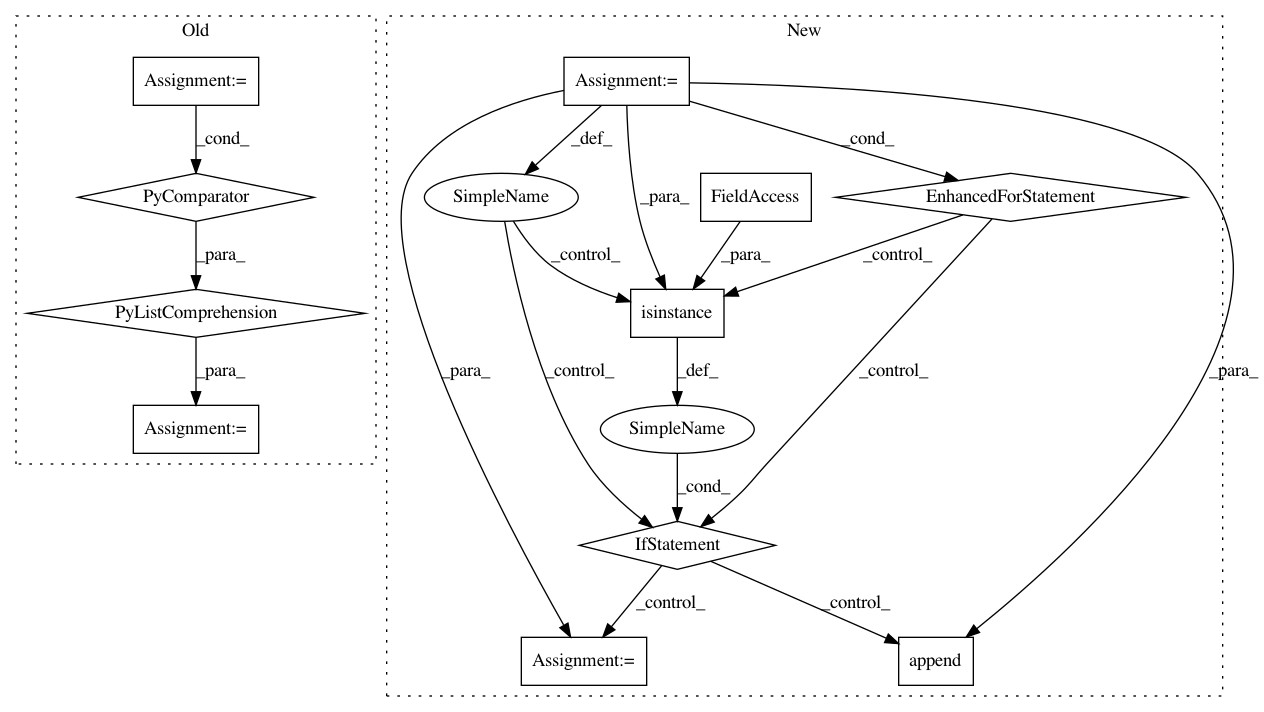 Old
New
Assignment:=
Assignment:=
_cond_
_def_
_cond_
PyComparator
SimpleName
_para_
FieldAccess
EnhancedForStatement
_para_
_control_
_para_
_control_
PyListComprehension
isinstance
_para_
_para_
_control_
_def_
_control_
_para_
Assignment:=
SimpleName
_cond_
IfStatement
_control_
_control_
Assignment:=
append